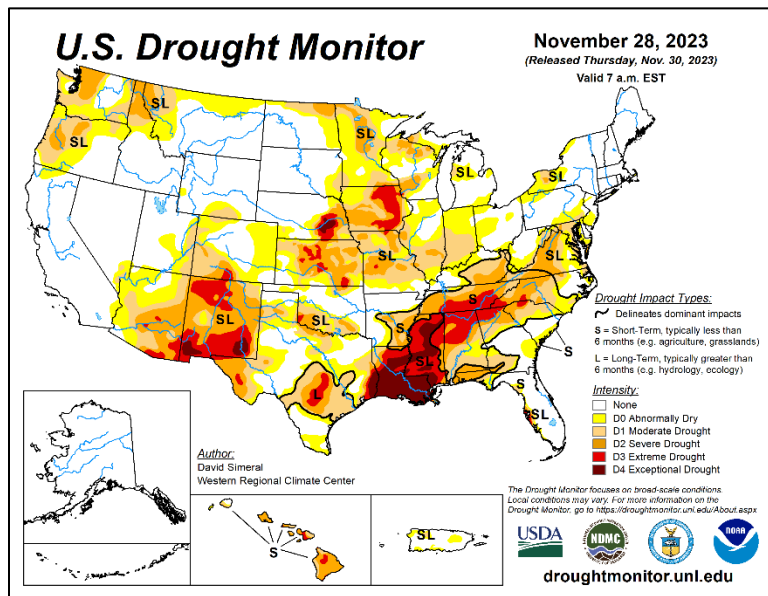 U.S. Drought Monitor
November 28, 2023
(Released Thursday, Nov. 30, 2023)
Valid 7 a.m. EST
SL
SL
SL
SL
SL
SL
SL
SL
SL
S
S
SL
L
S
S
SL
Drought Impact Types:
Delineates dominant impacts
S = Short-Term, typically less than
6 months (e.g. agriculture, grasslands)
L = Long-Term, typically greater than
6 months (e.g. hydrology, ecology)
Intensity:
None
D0 Abnormally Dry
D1 Moderate Drought
D2 Severe Drought
D3 Extreme Drought
D4 Exceptional Drought
Author:
David Simeral
Western Regional Climate Center
S
SL
The Drought Monitor focuses on broad-scale conditions.
Local conditions may vary. For more information on the
Drought Monitor, go to https://droughtmonitor.unl.edu/About.aspx
USDA
NDMC
NOAA
droughtmonitor.unl.edu